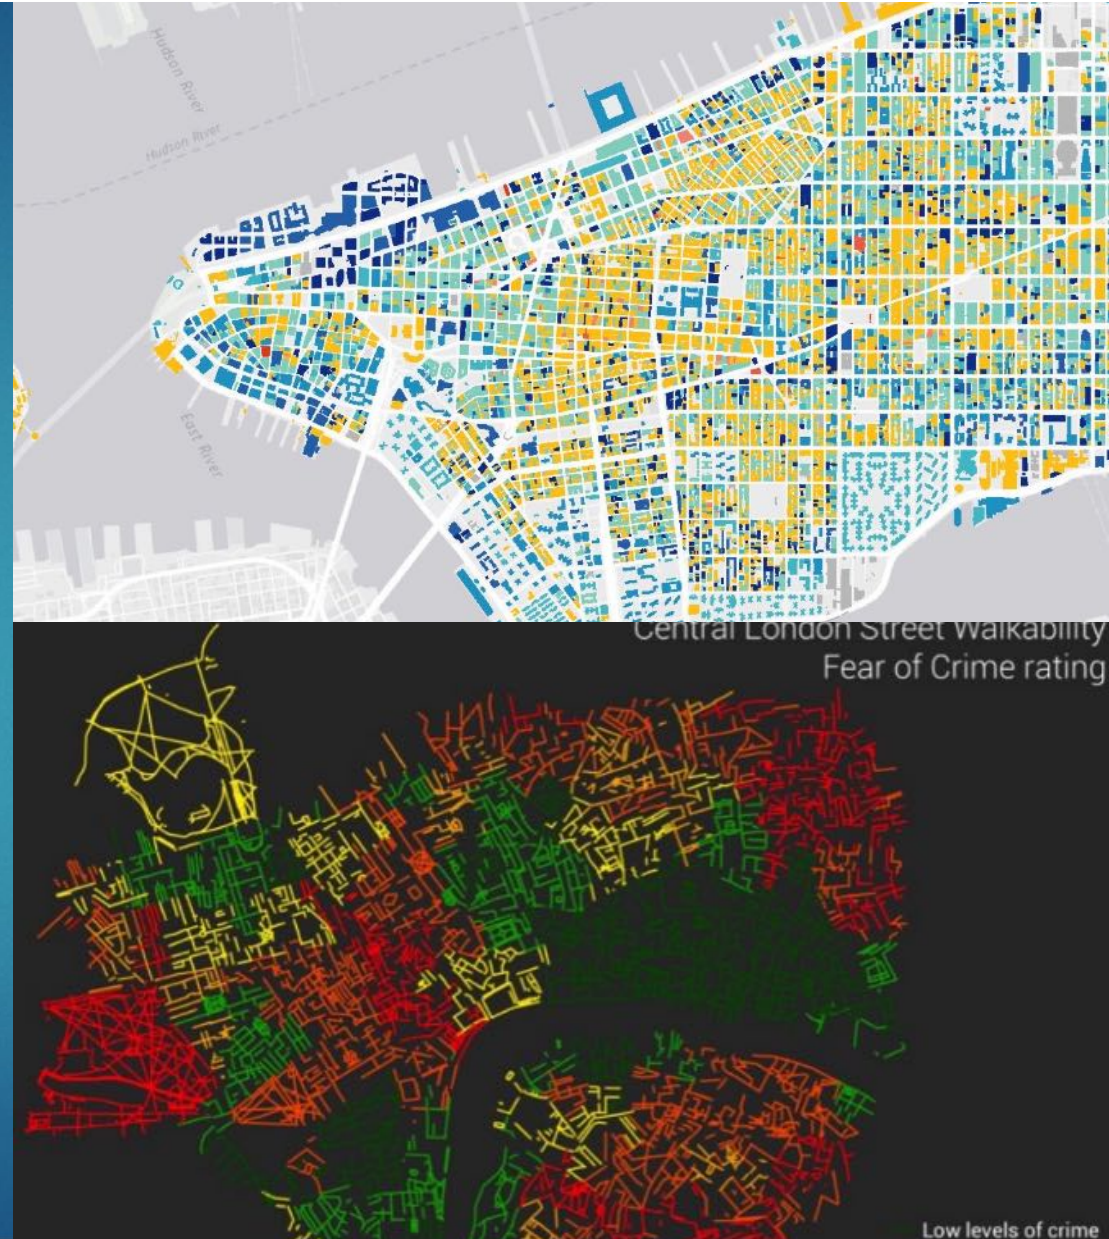 Hudson River
Hudson River
East River
Central London Street Walkability
Fear of Crime rating
Low levels of crime